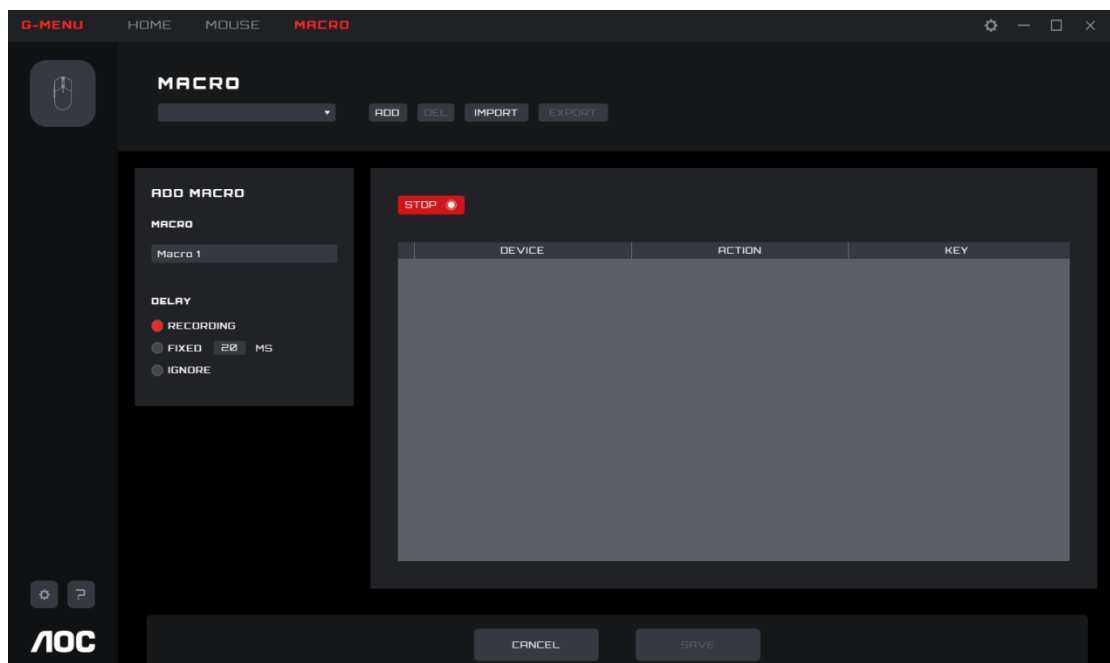 G-MENU HOME MOUSE MACRO
MACRO
ADD DEL IMPORT EXPORT
ADD MACRO
MACRO
Macro 1
DELAY
RECORDING
FIXED 20 MS
IGNORE
STOP
DEVICE ACTION KEY
?
AOC
CANCEL SAVE